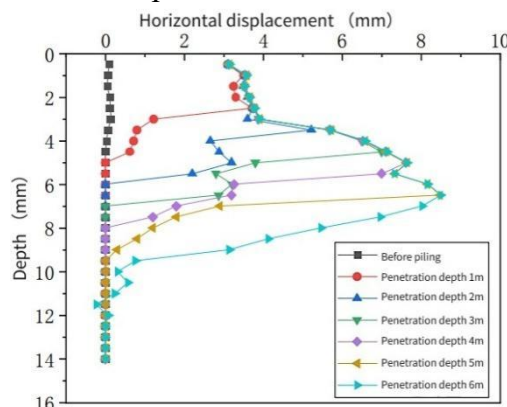 Horizontal displacement （mm）
0 2 4 6 8 10
0
2
4
6
8
10
12
14
16
Depth （mm）
Before piling
Penetration depth 1m
Penetration depth 2m
Penetration depth 3m
Penetration depth 4m
Penetration depth 5m
Penetration depth 6m